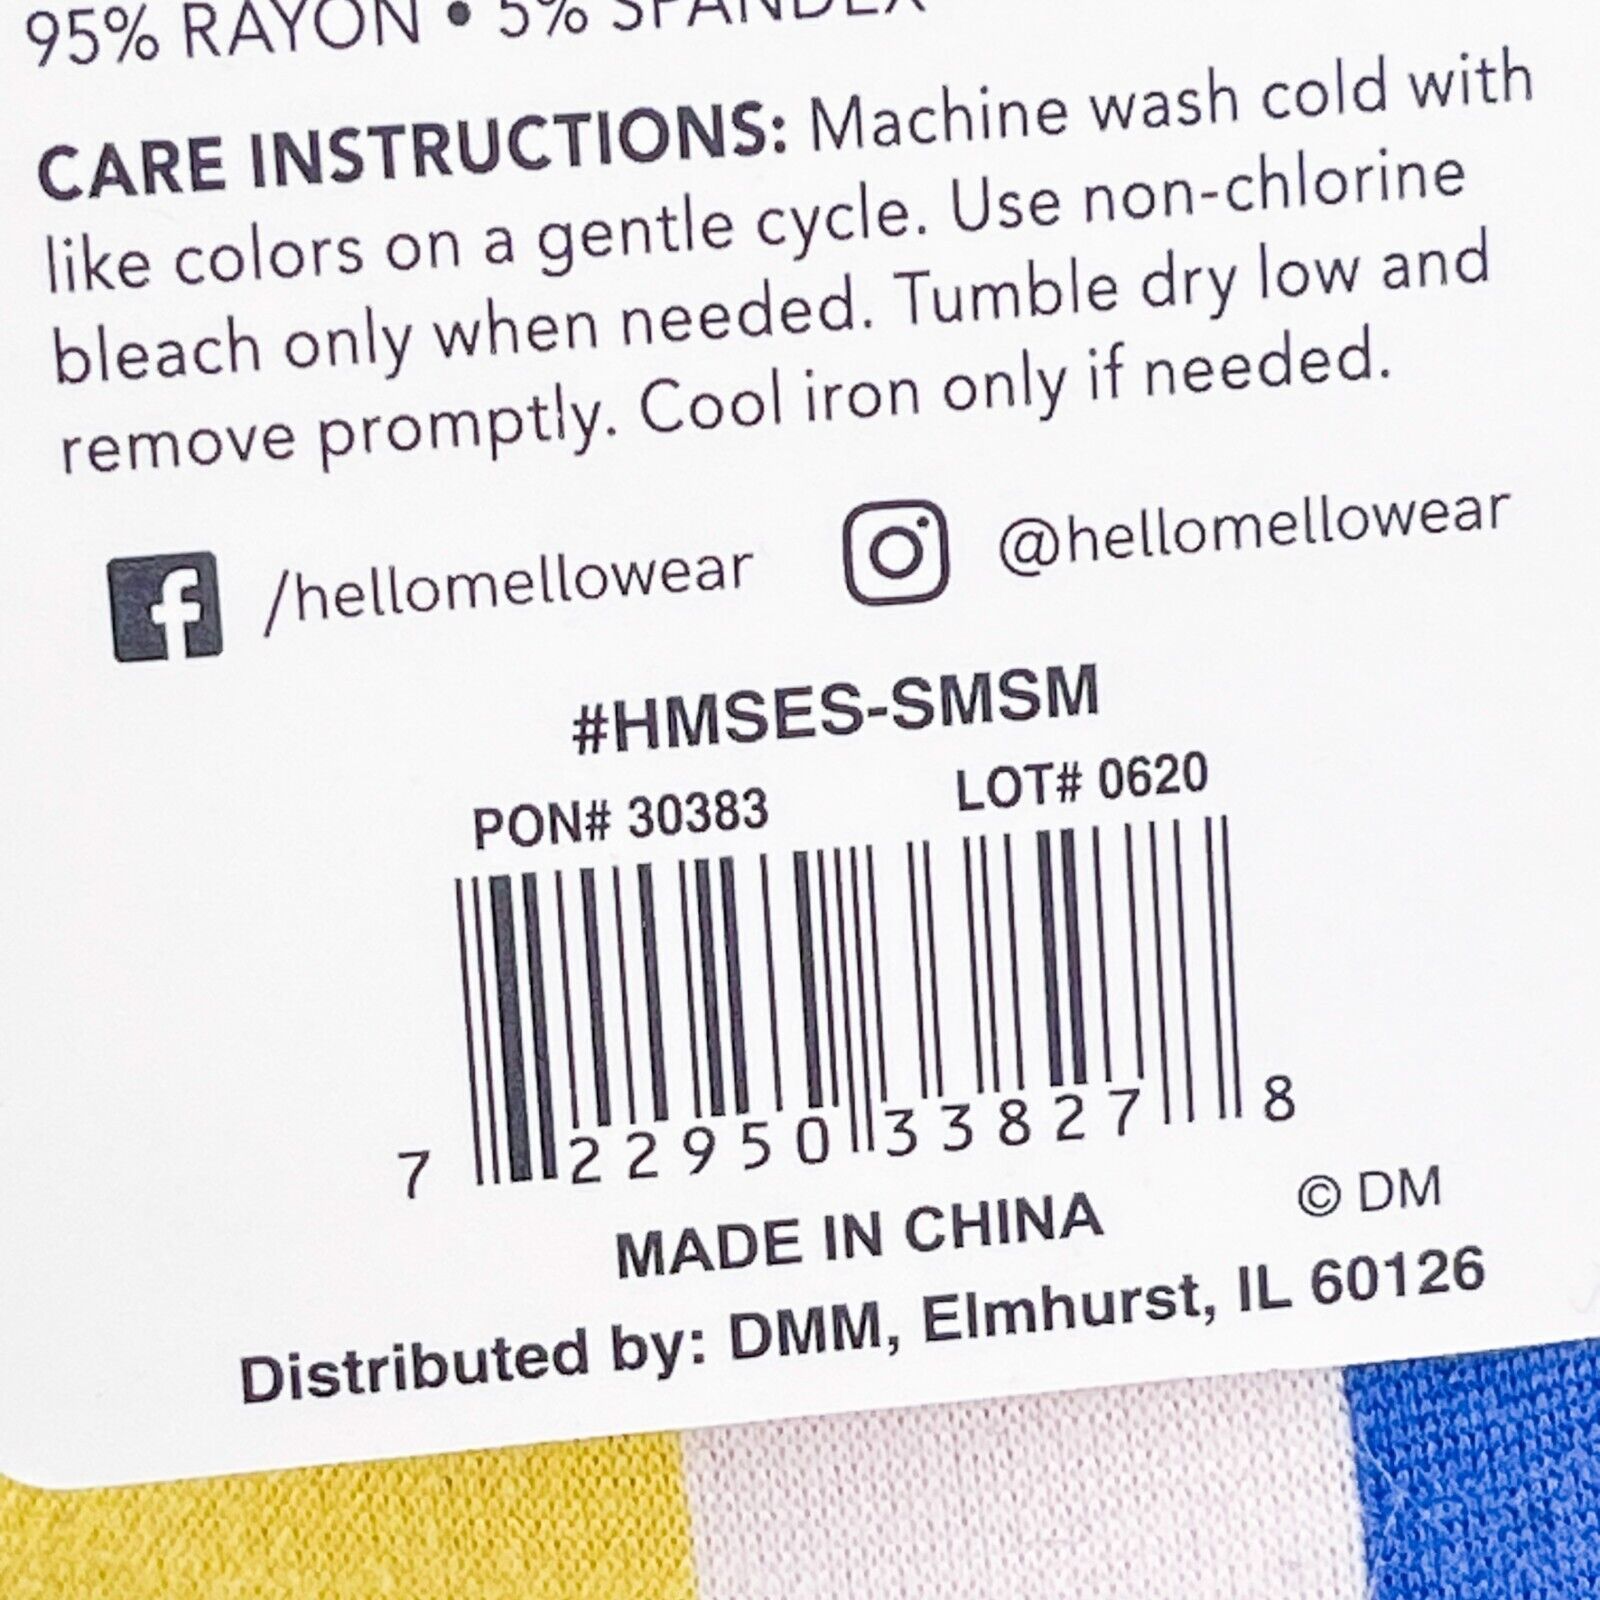 95% RAYON • 5% SPANDEX
CARE INSTRUCTIONS: Machine wash cold with
like colors on a gentle cycle. Use non-chlorine
bleach only when needed. Tumble dry low and
remove promptly. Cool iron only if needed.
/hellomellowear @hellomellowear
#HMSES-SMSM
PON# 30383 LOT# 0620
7 22950 33827 8
MADE IN CHINA © DM
Distributed by: DMM, Elmhurst, IL 60126